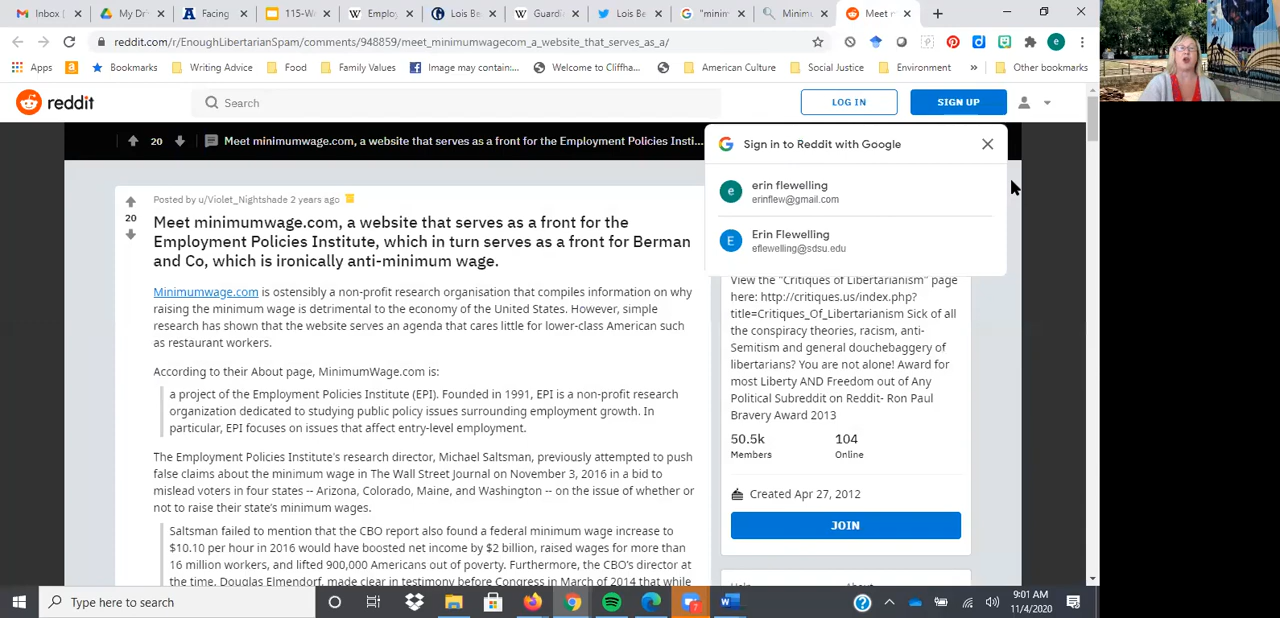 Inbox (
My Dri
Facing
115-We
Employ
Lois Be
Guard
Lois Be
"minim
Minimu
Meet m
reddit.com/r/EnoughLibertarianSpam/comments/948859/meet_minimumwagecom_a_website_that_serves_as_a/
e
Apps
Bookmarks
Writing Advice
Food
Family Values
Image map
Welcome to Cliffha...
American Culture
Social Justice
Environment
»
Other bookmarks
reddit
Search
LOG IN
SIGN UP
20
Meet minimumwage.com, a website that serves as a front for the Employment Policies Insti...
Sign in to Reddit with Google
e
erin flewelling
erinflew@gmail.com
E
Erin Flewelling
eflewelling@sdsu.edu
20
Posted by u/Violet_Nightshade 2 years ago
Meet minimumwage.com, a website that serves as a front for the
Employment Policies Institute, which in turn serves as a front for Berman
and Co, which is ironically anti-minimum wage.
Minimumwage.com is ostensibly a non-profit research organisation that compiles information on why
raising the minimum wage is detrimental to the economy of the United States. However, simple
research has shown that the website serves an agenda that cares little for lower-class American such
as restaurant workers.
According to their About page, MinimumWage.com is:
a project of the Employment Policies Institute (EPI). Founded in 1991, EPI is a non-profit research
organization dedicated to studying public policy issues surrounding employment growth. In
particular, EPI focuses on issues that affect entry-level employment.
The Employment Policies Institute's research director, Michael Saltsman, previously attempted to push
false claims about the minimum wage in The Wall Street Journal on November 3, 2016 in a bid to
mislead voters in four states -- Arizona, Colorado, Maine, and Washington -- on the issue of whether or
not to raise their state's minimum wages.
Saltsman failed to mention that the CBO report also found a federal minimum wage increase to
$10.10 per hour in 2016 would have boosted net income by $2 billion, raised wages for more than
16 million workers, and lifted 900,000 Americans out of poverty. Furthermore, the CBO's director at
the time, Douglas Elmendorf, made clear in testimony before Congress in March of 2014 that while
View the "Critiques of Libertarianism" page
here: http://critiques.us/index.php?
title=Critiques_Of_Libertarianism Sick of all
the conspiracy theories, racism, anti-
Semitism and general douchebaggery of
libertarians? You are not alone! Award for
most Liberty AND Freedom out of Any
Political Subreddit on Reddit- Ron Paul
Bravery Award 2013
50.5k
104
Members
Online
Created Apr 27, 2012
JOIN
Help
About
Type here to search
9:01 AM
11/4/2020